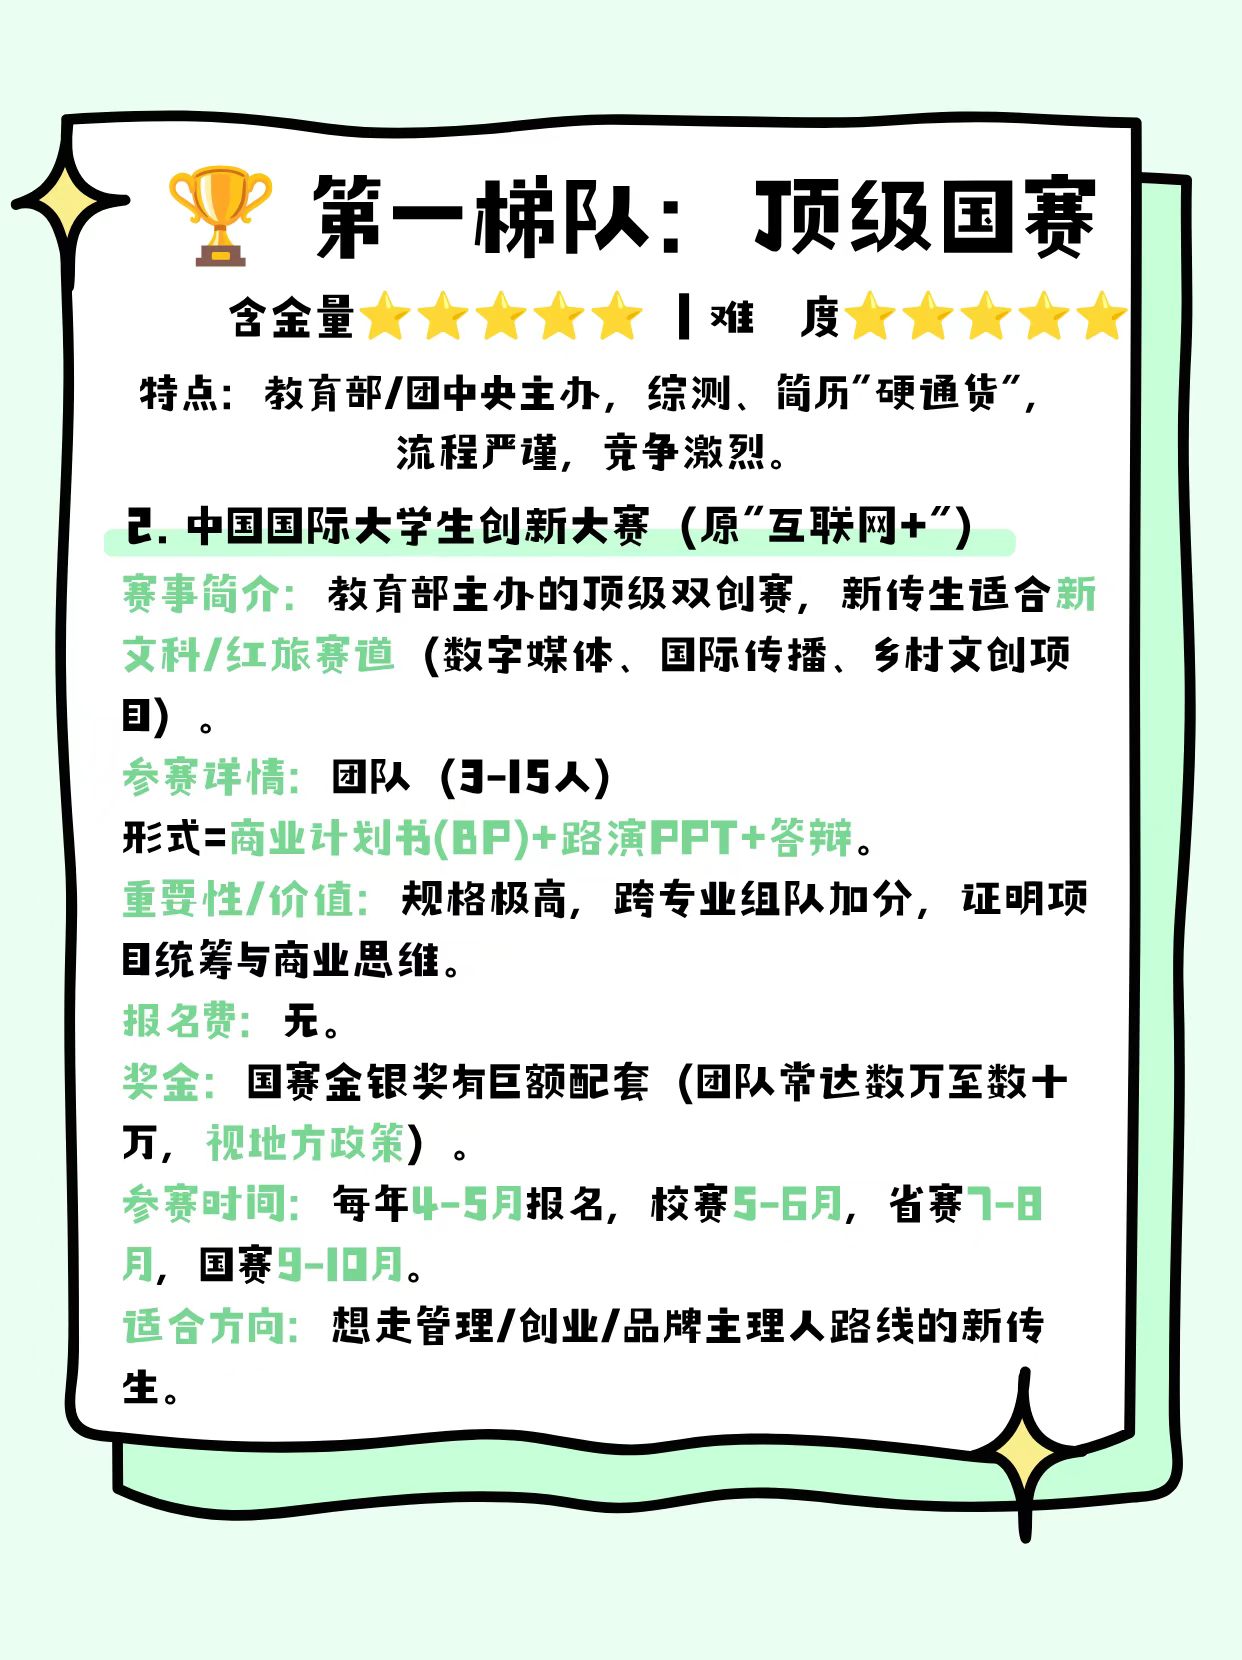 🏆 第一梯队：顶级国赛
含金量⭐⭐⭐⭐⭐ | 难 度⭐⭐⭐⭐⭐
特点：教育部/团中央主办，综测、简历"硬通货"，
流程严谨，竞争激烈。
2. 中国国际大学生创新大赛（原"互联网+"）
赛事简介：教育部主办的顶级双创赛，新传生适合新
文科/红旅赛道（数字媒体、国际传播、乡村文创项
目）。
参赛详情：团队（3-15人）
形式=商业计划书(BP)+路演PPT+答辩。
重要性/价值：规格极高，跨专业组队加分，证明项
目统筹与商业思维。
报名费：无。
奖金：国赛金银奖有巨额配套（团队常达数万至数十
万，视地方政策）。
参赛时间：每年4-5月报名，校赛5-6月，省赛7-8
月，国赛9-10月。
适合方向：想走管理/创业/品牌主理人路线的新传
生。